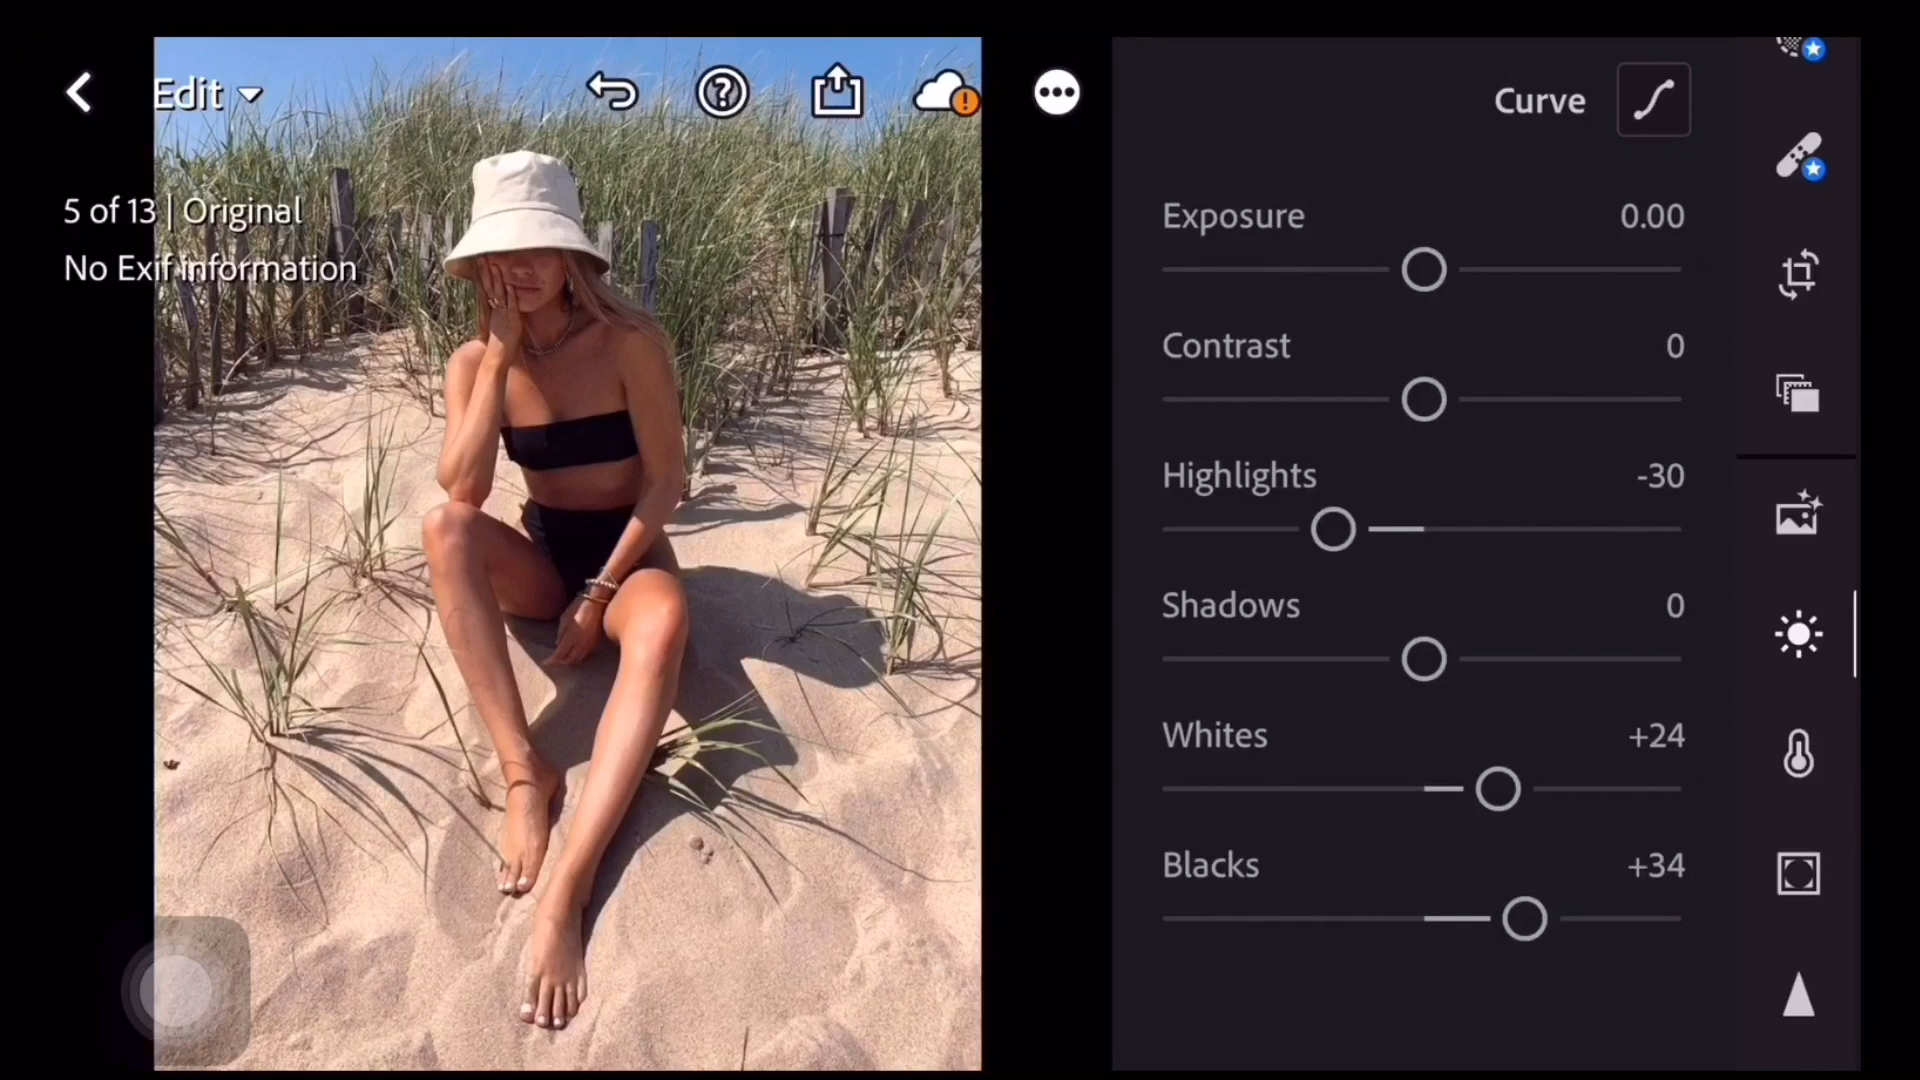 Edit
5 of 13 | Original
No Exif information
Curve
Exposure 0.00
Contrast 0
Highlights -30
Shadows 0
Whites +24
Blacks +34